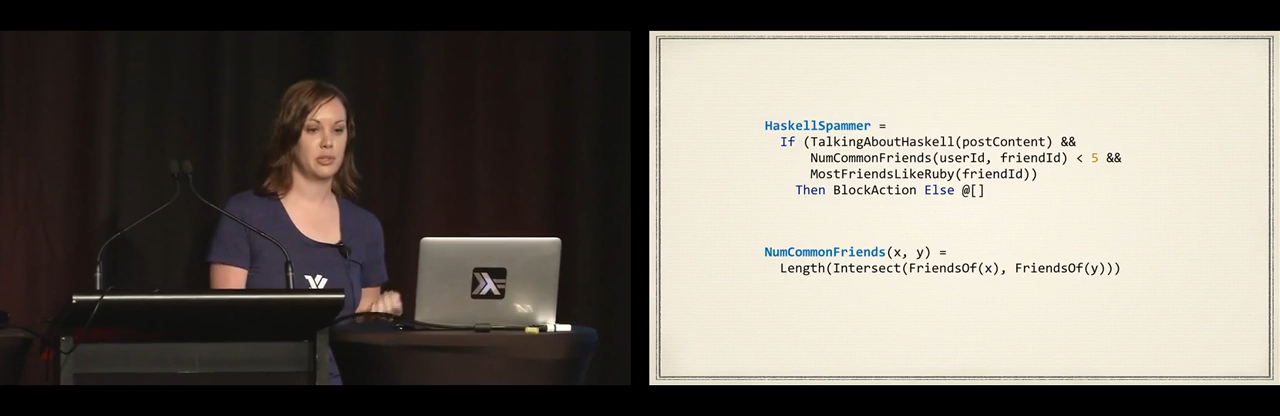 HaskellSpammer =
If (TalkingAboutHaskell(postContent) &&
NumCommonFriends(userId, friendId) < 5 &&
MostFriendsLikeRuby(friendId))
Then BlockAction Else @[]
NumCommonFriends(x, y) =
Length(Intersect(FriendsOf(x), FriendsOf(y)))